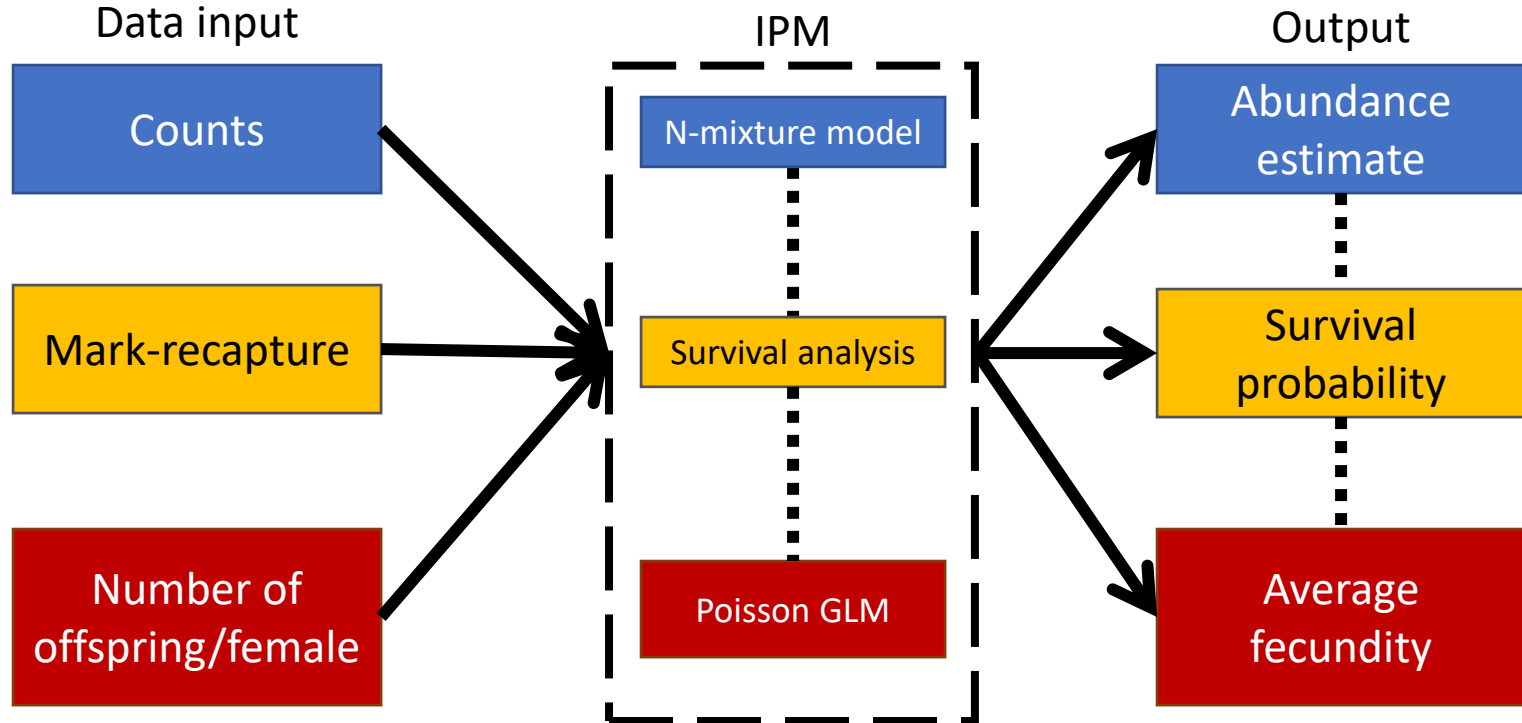 Data input
IPM
Output
Counts
N-mixture model
Abundance
estimate
Mark-recapture
Survival analysis
Survival
probability
Number of
offspring/female
Poisson GLM
Average
fecundity